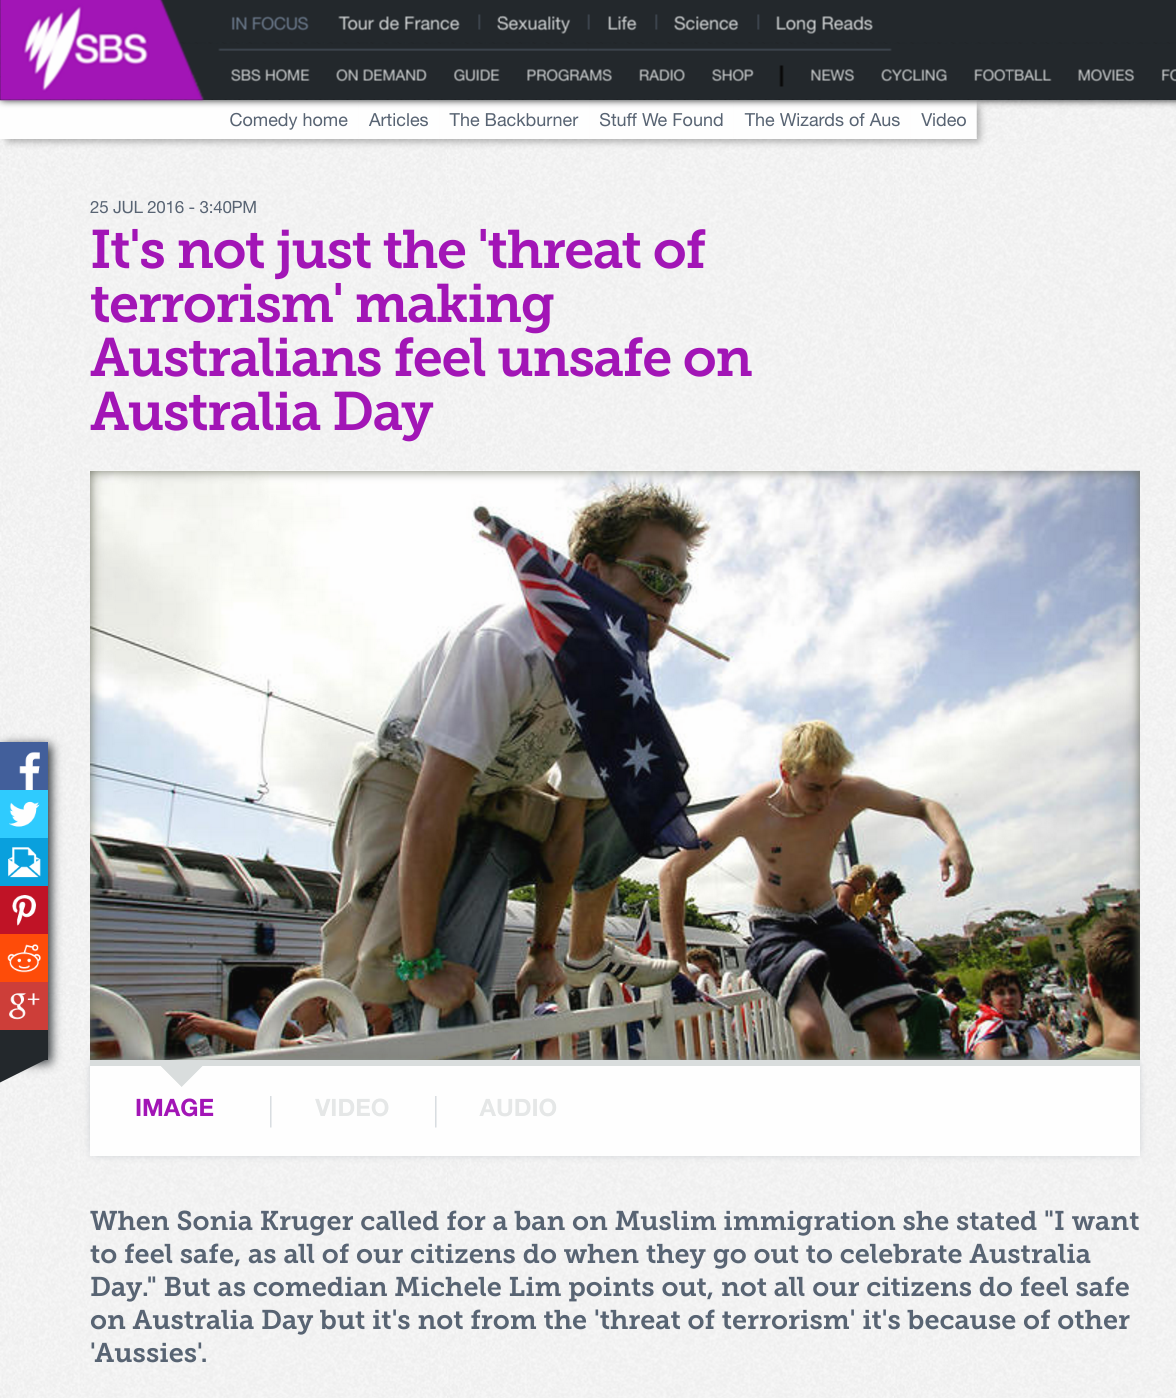 SBS
IN FOCUS Tour de France Sexuality Life Science Long Reads
SBS HOME ON DEMAND GUIDE PROGRAMS RADIO SHOP NEWS CYCLING FOOTBALL MOVIES FO
Comedy home Articles The Backburner Stuff We Found The Wizards of Aus Video
25 JUL 2016 - 3:40PM
It's not just the 'threat of
terrorism' making
Australians feel unsafe on
Australia Day
IMAGE VIDEO AUDIO
When Sonia Kruger called for a ban on Muslim immigration she stated "I want
to feel safe, as all of our citizens do when they go out to celebrate Australia
Day." But as comedian Michele Lim points out, not all our citizens do feel safe
on Australia Day but it's not from the 'threat of terrorism' it's because of other
'Aussies'.